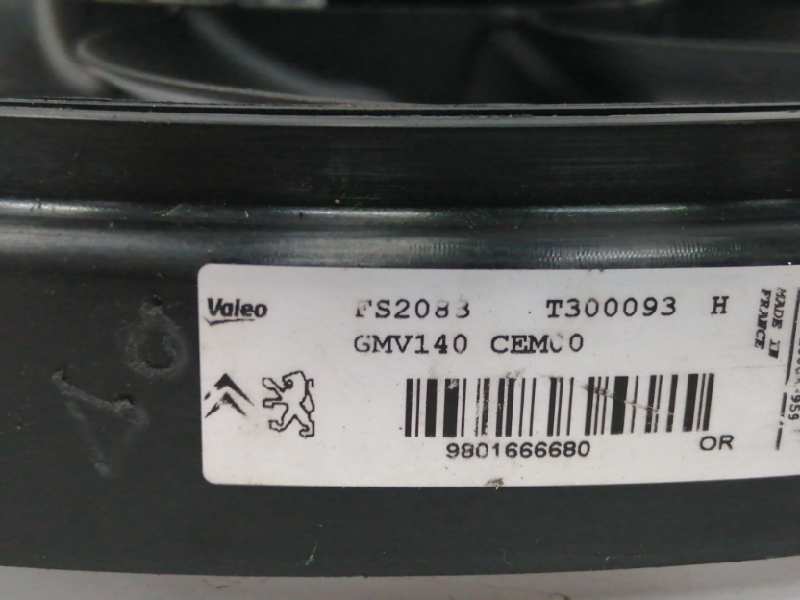 Valeo FS2083 T300093 H
GMV140 CEM00
9801666680 OR
MADE IN
FRANCE